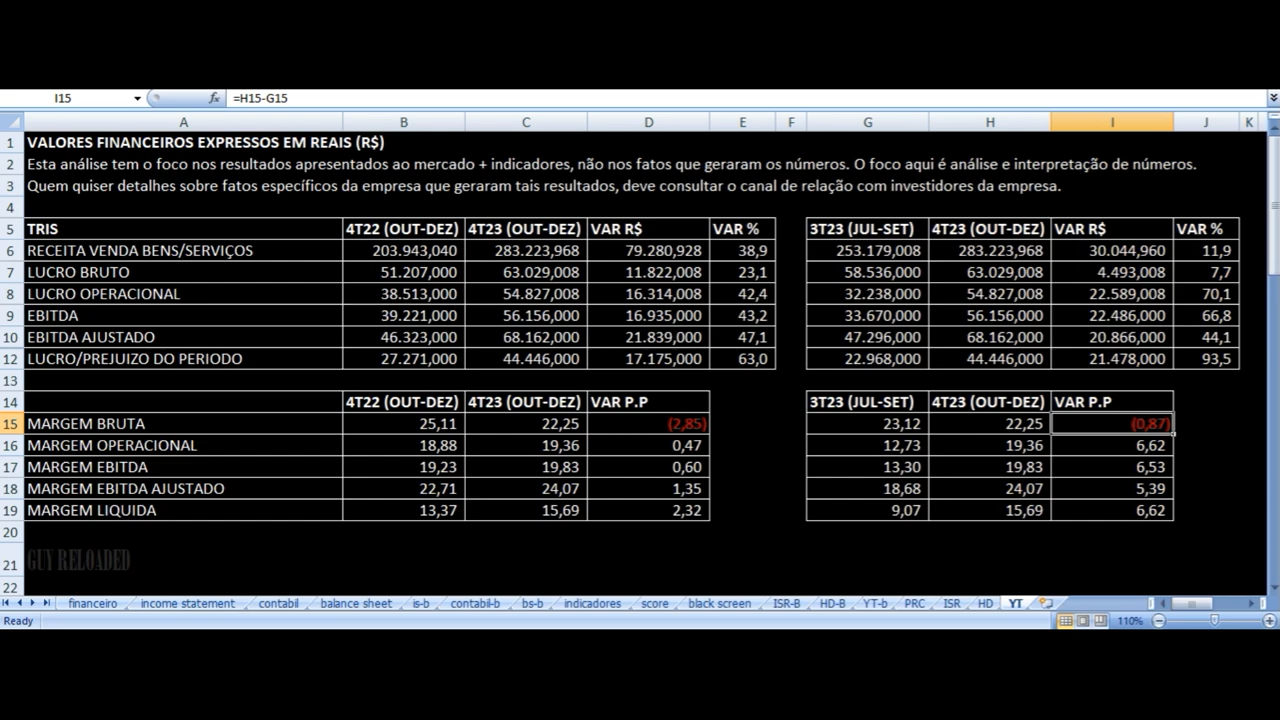 I15 fx =H15-G15
A B C D E F G H I J K
1 VALORES FINANCEIROS EXPRESSOS EM REAIS (R$)
2 Esta análise tem o foco nos resultados apresentados ao mercado + indicadores, não nos fatos que geraram os números. O foco aqui é análise e interpretação de números.
3 Quem quiser detalhes sobre fatos específicos da empresa que geraram tais resultados, deve consultar o canal de relação com investidores da empresa.
4
5 TRIS 4T22 (OUT-DEZ) 4T23 (OUT-DEZ) VAR R$ VAR % 3T23 (JUL-SET) 4T23 (OUT-DEZ) VAR R$ VAR %
6 RECEITA VENDA BENS/SERVIÇOS 203.943,040 283.223,968 79.280,928 38,9 253.179,008 283.223,968 30.044,960 11,9
7 LUCRO BRUTO 51.207,000 63.029,008 11.822,008 23,1 58.536,000 63.029,008 4.493,008 7,7
8 LUCRO OPERACIONAL 38.513,000 54.827,008 16.314,008 42,4 32.238,000 54.827,008 22.589,008 70,1
9 EBITDA 39.221,000 56.156,000 16.935,000 43,2 33.670,000 56.156,000 22.486,000 66,8
10 EBITDA AJUSTADO 46.323,000 68.162,000 21.839,000 47,1 47.296,000 68.162,000 20.866,000 44,1
12 LUCRO/PREJUIZO DO PERIODO 27.271,000 44.446,000 17.175,000 63,0 22.968,000 44.446,000 21.478,000 93,5
13
14 4T22 (OUT-DEZ) 4T23 (OUT-DEZ) VAR P.P 3T23 (JUL-SET) 4T23 (OUT-DEZ) VAR P.P
15 MARGEM BRUTA 25,11 22,25 (2,85) 23,12 22,25 (0,87)
16 MARGEM OPERACIONAL 18,88 19,36 0,47 12,73 19,36 6,62
17 MARGEM EBITDA 19,23 19,83 0,60 13,30 19,83 6,53
18 MARGEM EBITDA AJUSTADO 22,71 24,07 1,35 18,68 24,07 5,39
19 MARGEM LIQUIDA 13,37 15,69 2,32 9,07 15,69 6,62
20
21 GUY RELOADED
22
financeiro income statement contabil balance sheet is-b contabil-b bs-b indicadores score black screen ISR-B HD-B YT-b PRC ISR HD YT
Ready 110%